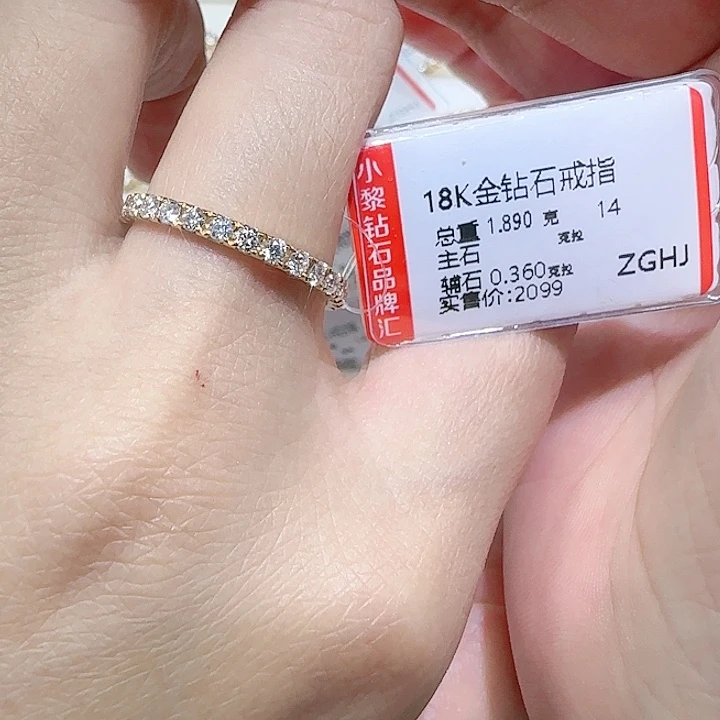 小黎钻石品牌汇
18K金钻石戒指
总重 1.890 克 14
主石 克拉
辅石 0.360克拉 ZGHJ
实售价:2099